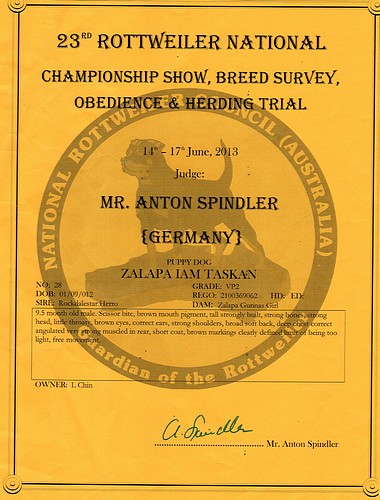 23RD ROTTWEILER NATIONAL
CHAMPIONSHIP SHOW, BREED SURVEY,
OBEDIENCE & HERDING TRIAL
NATIONAL ROTTWEILER COUNCIL (AUSTRALIA)
14th – 17th June, 2013
Judge:
MR. ANTON SPINDLER
{GERMANY}
PUPPY DOG
ZALAPA IAM TASKAN
NO: 28 GRADE: VP2
DOB: 01/09/012 REGO: 2100369062 HD: ED:
SIRE: Rockdalestar Herro DAM: Zalapa Gunnas Girl
9.5 month old male. Scissor bite, brown mouth pigment, tall strongly built, strong bones, strong
head, little throaty, brown eyes, correct ears, strong shoulders, broad soft back, deep chest correct
angulated very strong muscled in rear, short coat, brown markings clearly defined limit of being too
light, free movement.
Guardian of the Rottweiler
OWNER: I. Chin
A. Spindler
Mr. Anton Spindler